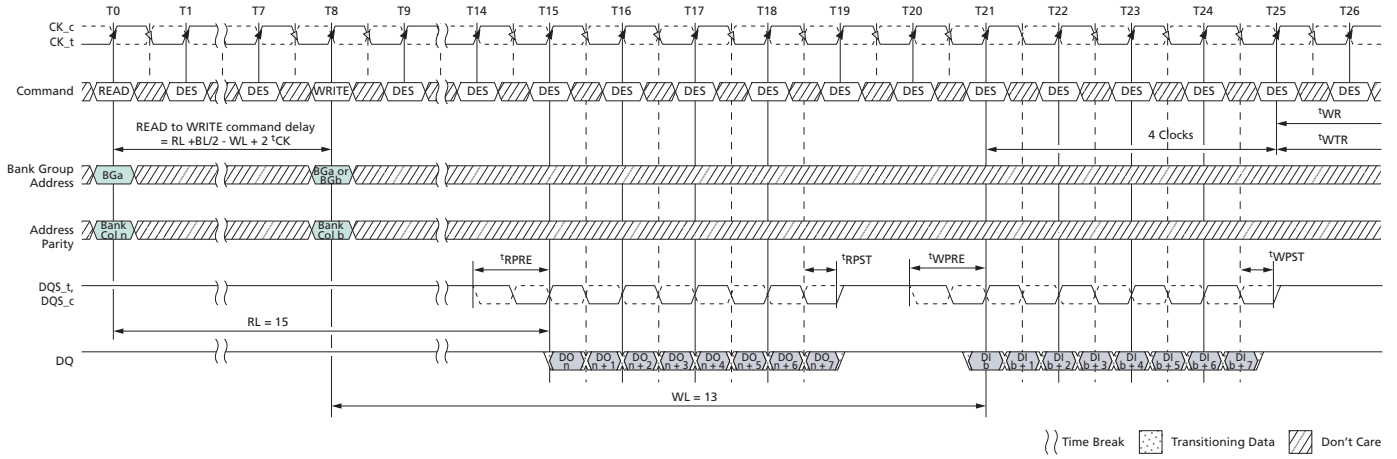 T0 T1 T7 T8 T9 T14 T15 T16 T17 T18 T19 T20 T21 T22 T23 T24 T25 T26
CK_c
CK_t
Command READ DES DES WRITE DES DES DES DES DES DES DES DES DES DES DES DES DES DES
tWR
READ to WRITE command delay
= RL +BL/2 - WL + 2 tCK
4 Clocks
tWTR
Bank Group
Address
BGa
BGa or
BGb
Address
Parity
Bank
Col n
Bank
Col b
tRPRE tRPST tWPRE tWPST
DQS_t,
DQS_c
RL = 15
DQ
DO
n
DO
n + 1
DO
n + 2
DO
n + 3
DO
n + 4
DO
n + 5
DO
n + 6
DO
n + 7
DI
b
DI
b + 1
DI
b + 2
DI
b + 3
DI
b + 4
DI
b + 5
DI
b + 6
DI
b + 7
WL = 13
Time Break Transitioning Data Don't Care